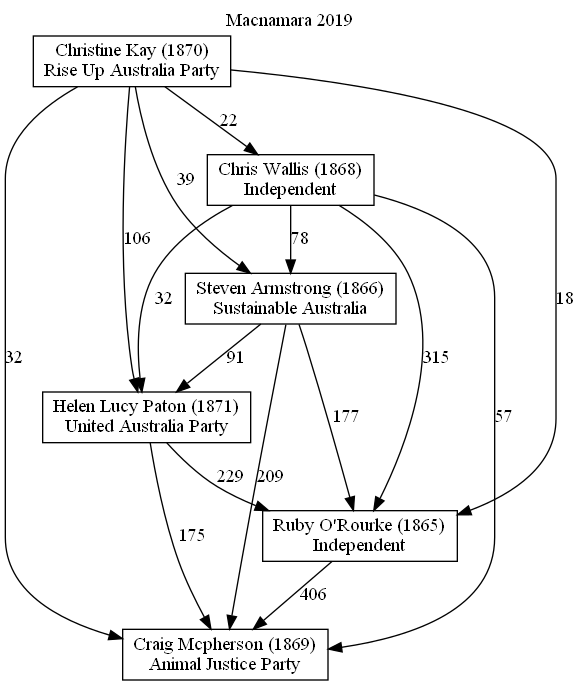 Macnamara 2019
Christine Kay (1870)
Rise Up Australia Party
22
Chris Wallis (1868)
Independent
39
106
78
32
Steven Armstrong (1866)
Sustainable Australia
18
32
91
315
Helen Lucy Paton (1871)
United Australia Party
177
57
229
209
Ruby O'Rourke (1865)
Independent
175
406
Craig Mcpherson (1869)
Animal Justice Party